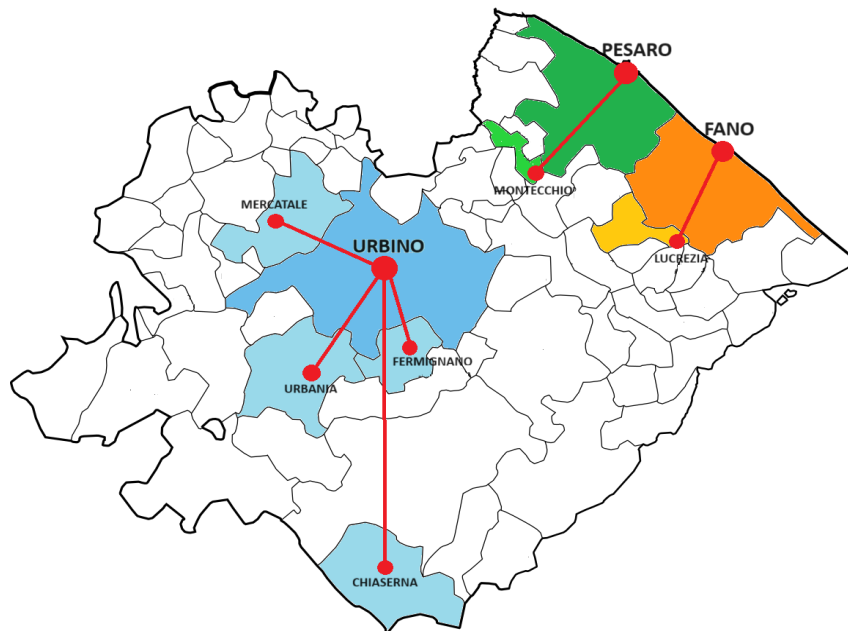 PESARO
FANO
MONTECCHIO
MERCATALE
URBINO
LUCREZIA
FERMIGNANO
URBANIA
CHIASERNA